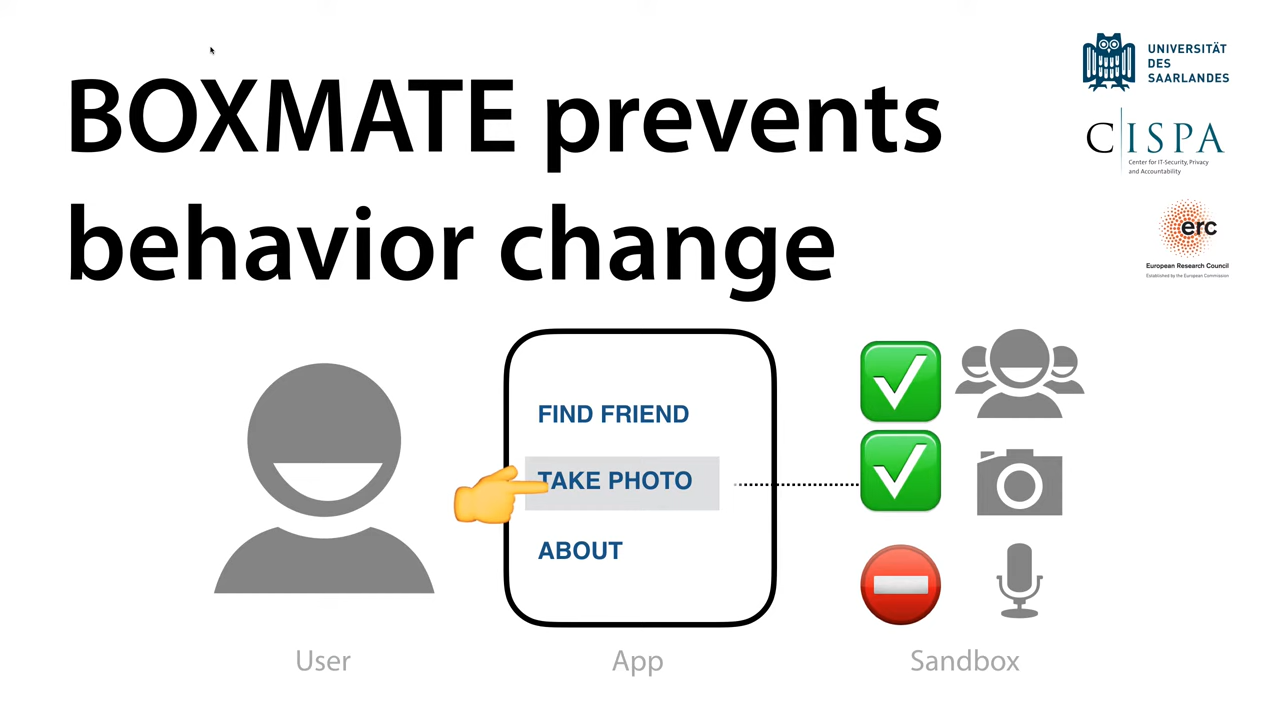 BOXMATE prevents
behavior change
UNIVERSITÄT
DES
SAARLANDES
CISPA
Center for IT-Security, Privacy
and Accountability
erc
European Research Council
Established by the European Commission
FIND FRIEND
TAKE PHOTO
ABOUT
User
App
Sandbox